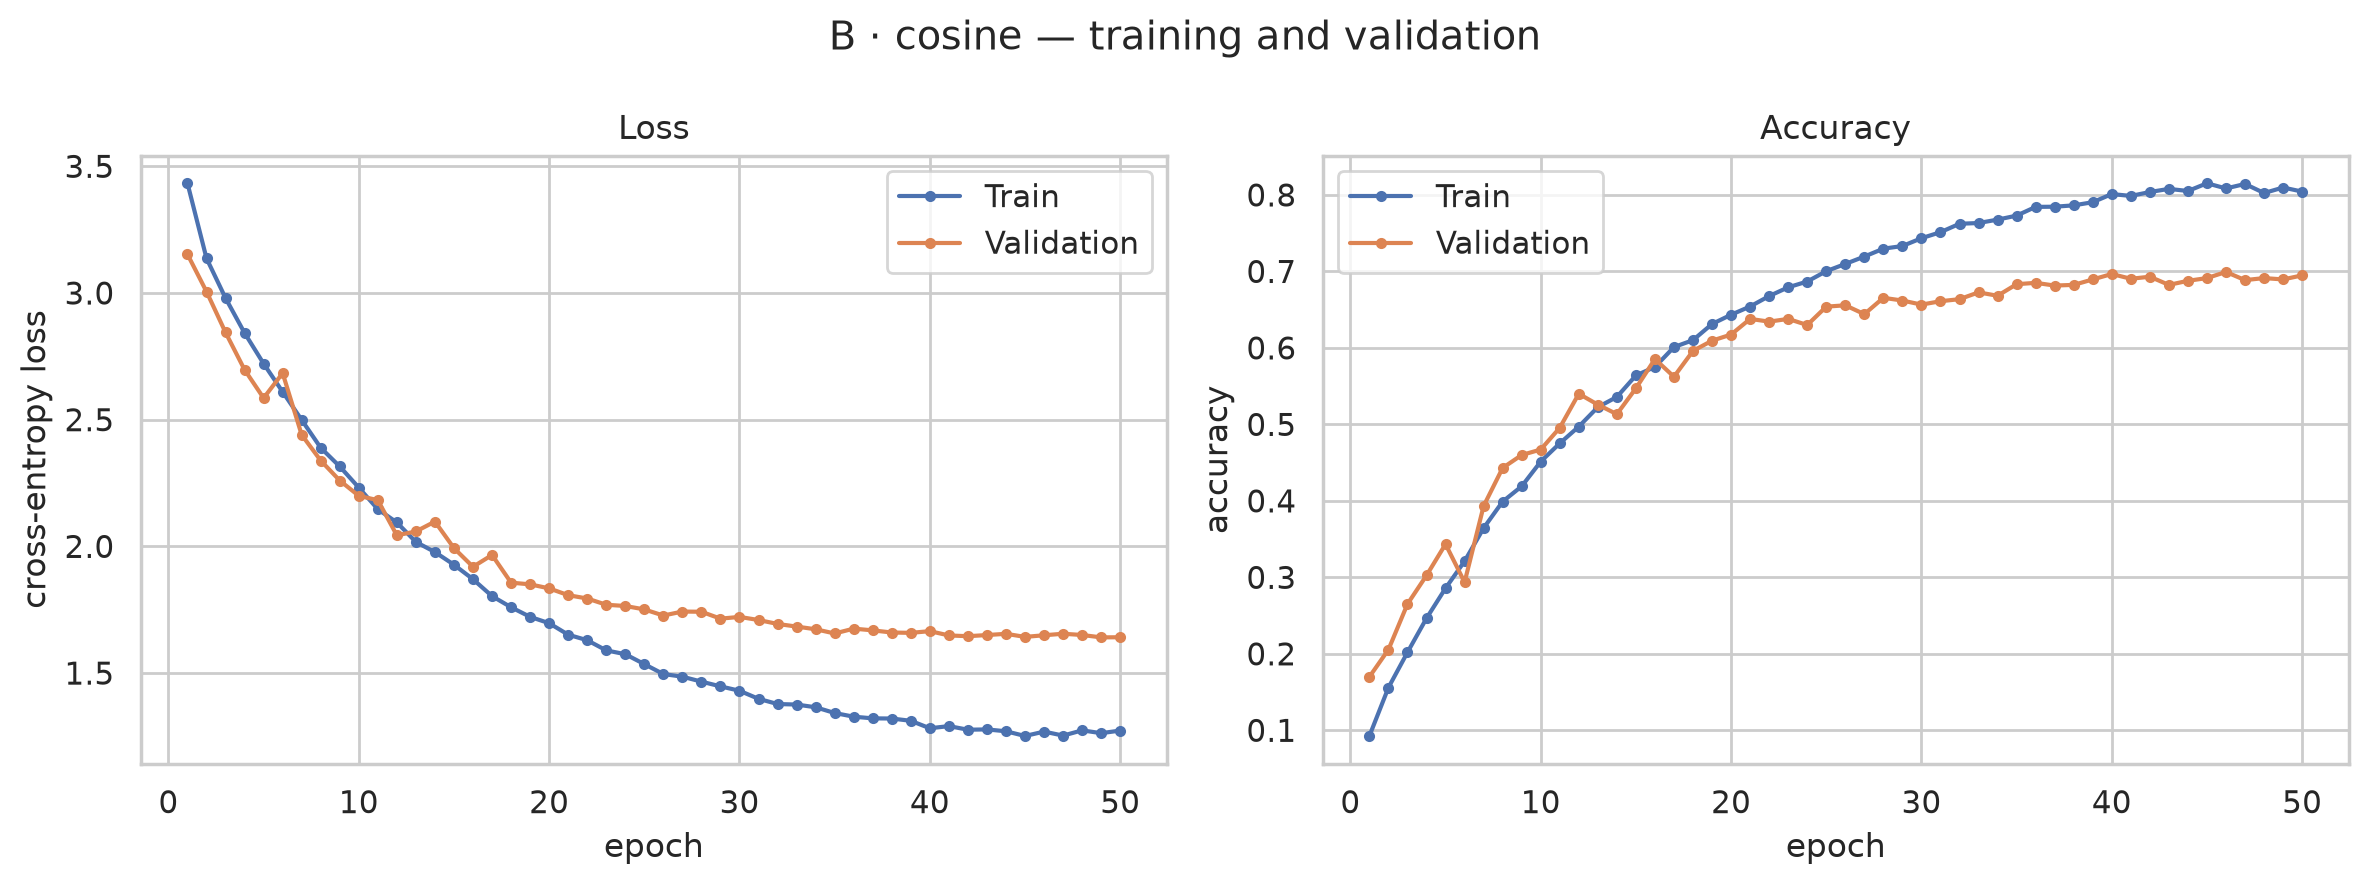 B · cosine — training and validation
Loss
cross-entropy loss
3.5
3.0
2.5
2.0
1.5
Train
Validation
0 10 20 30 40 50
epoch
Accuracy
accuracy
0.8
0.7
0.6
0.5
0.4
0.3
0.2
0.1
Train
Validation
0 10 20 30 40 50
epoch